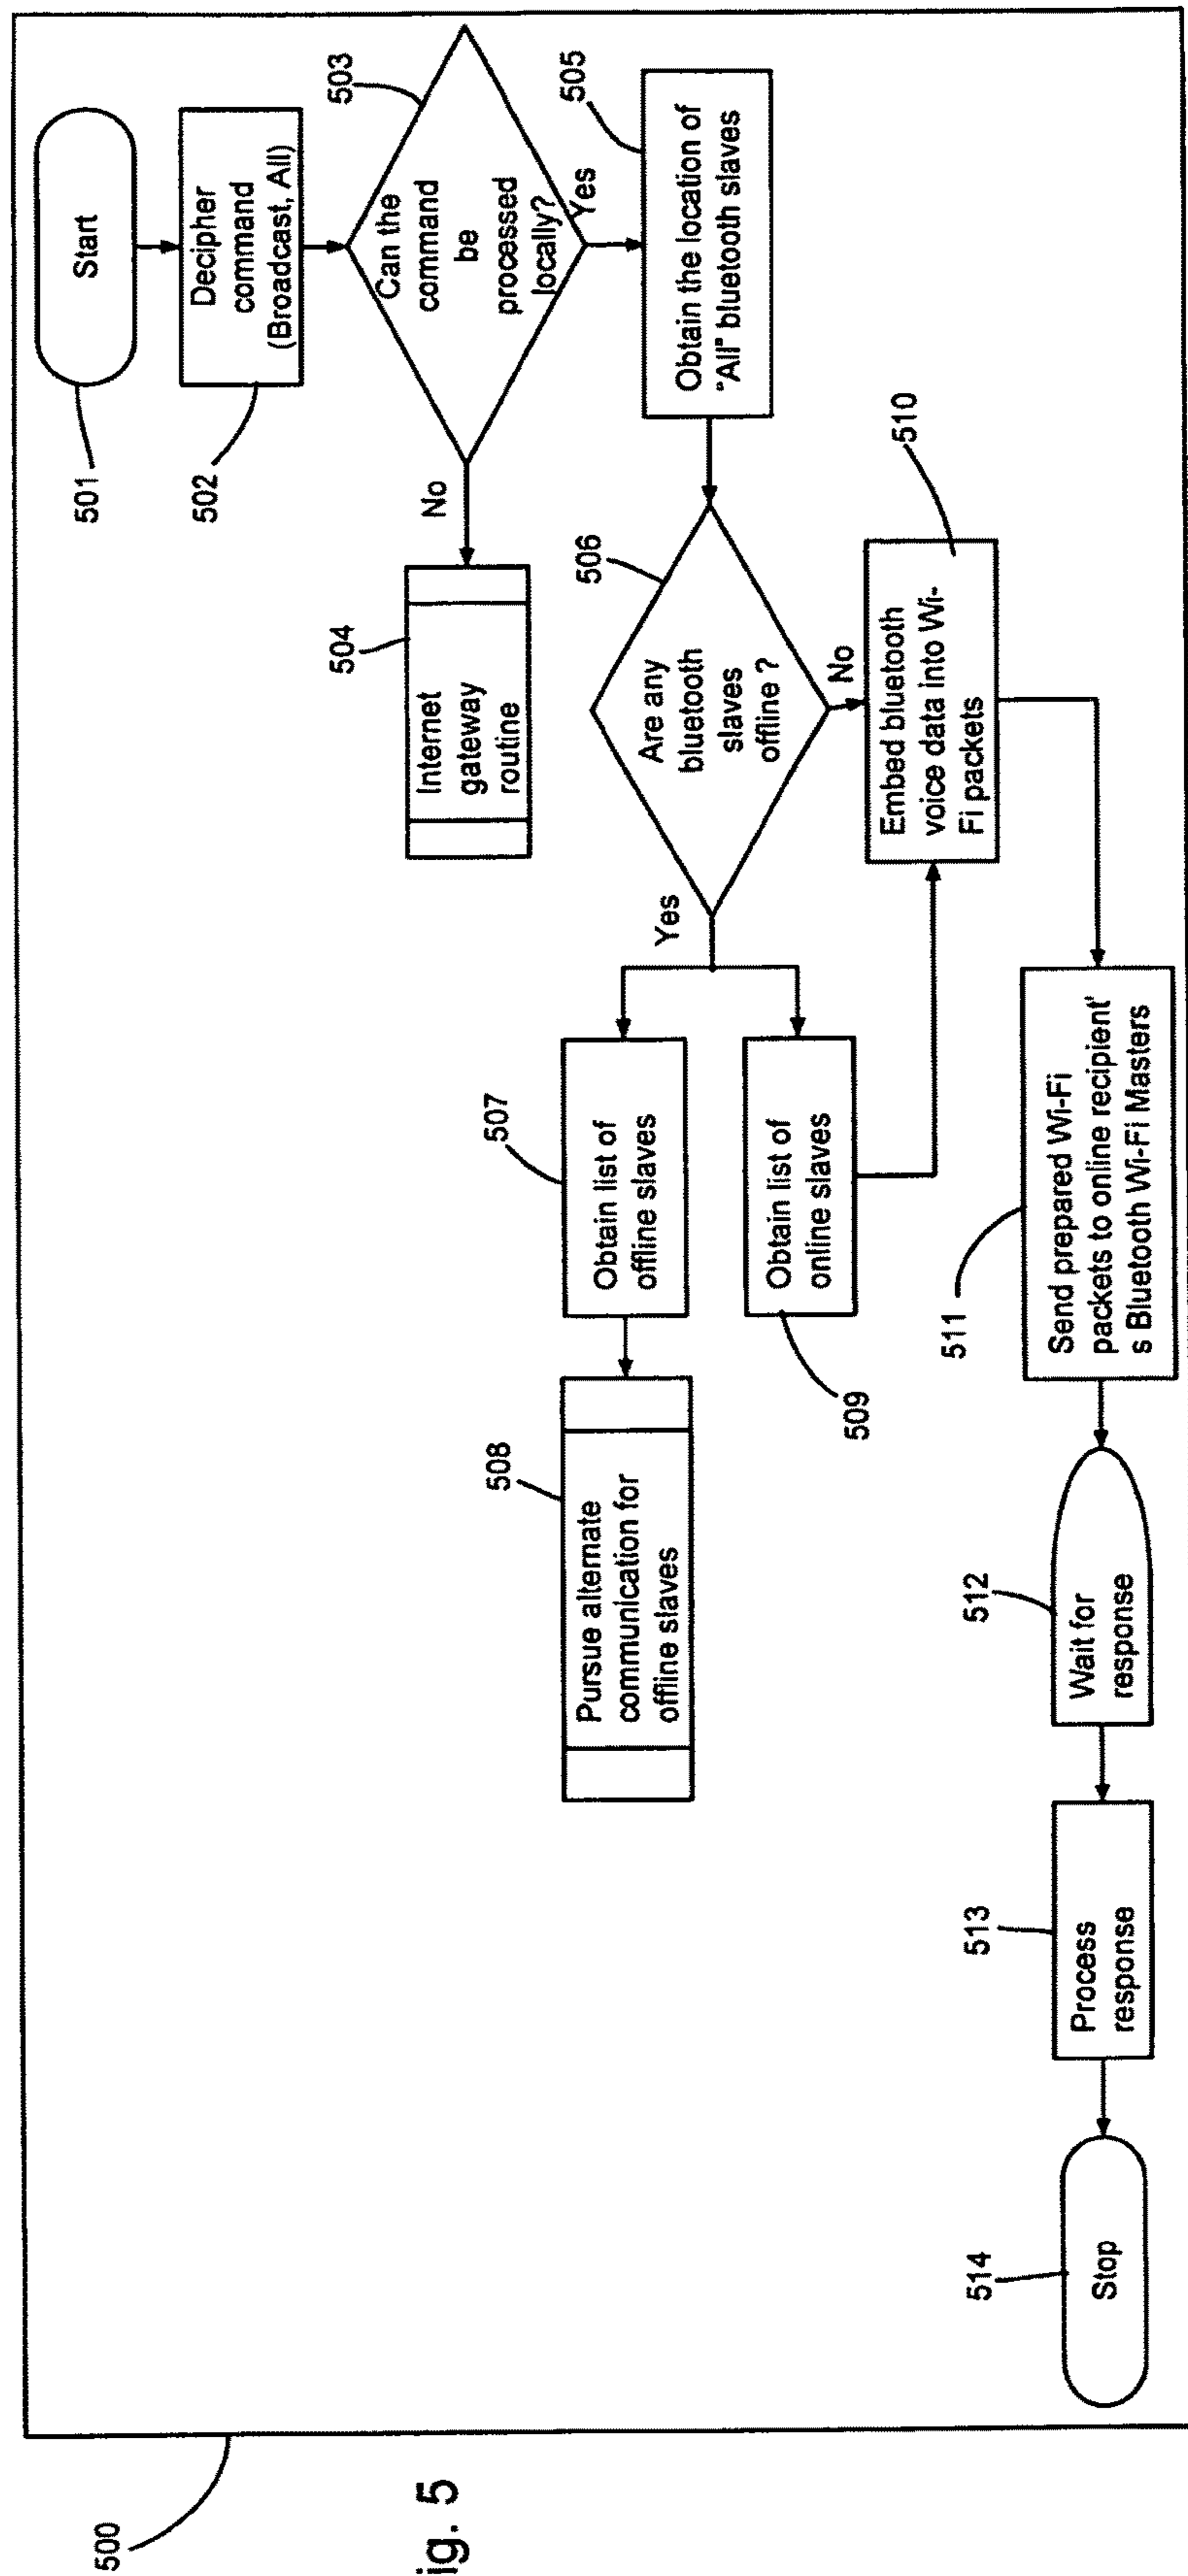 Start
501
Decipher
command
(Broadcast, All)
502
Can the
command
be
processed
locally?
503
Yes
No
Internet
gateway
routine
504
Obtain the location of
"All" bluetooth slaves
505
Are any
bluetooth
slaves
offline ?
506
Yes
No
Obtain list of
offline slaves
507
Pursue alternate
communication for
offline slaves
508
Obtain list of
online slaves
509
Embed bluetooth
voice data into Wi-
Fi packets
510
Send prepared Wi-Fi
packets to online recipient'
s Bluetooth Wi-Fi Masters
511
Wait for
response
512
Process
response
513
Stop
514
500
ig. 5